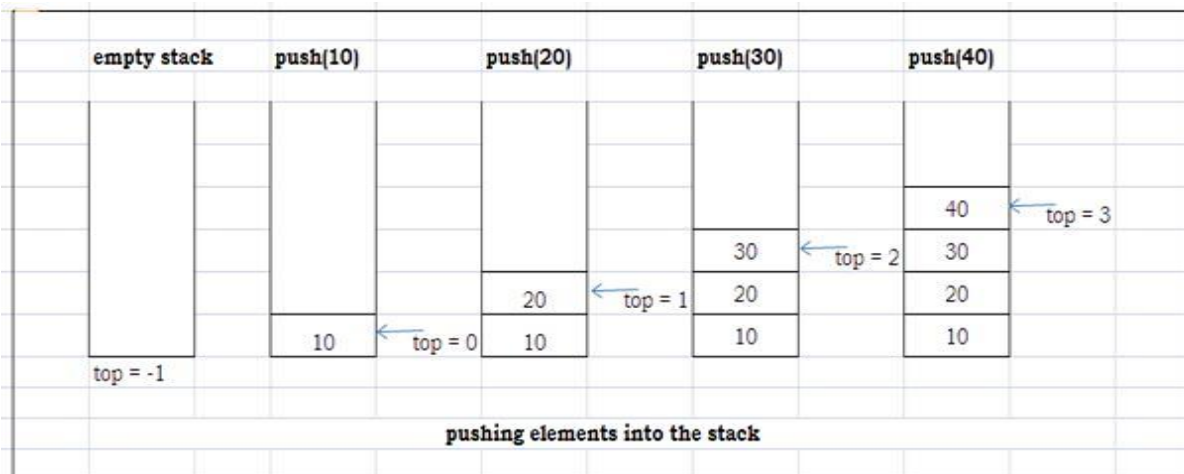 empty stack push(10) push(20) push(30) push(40)
40 top = 3
30 top = 2 30
20 top = 1 20 20
10 top = 0 10 10 10
top = -1
pushing elements into the stack